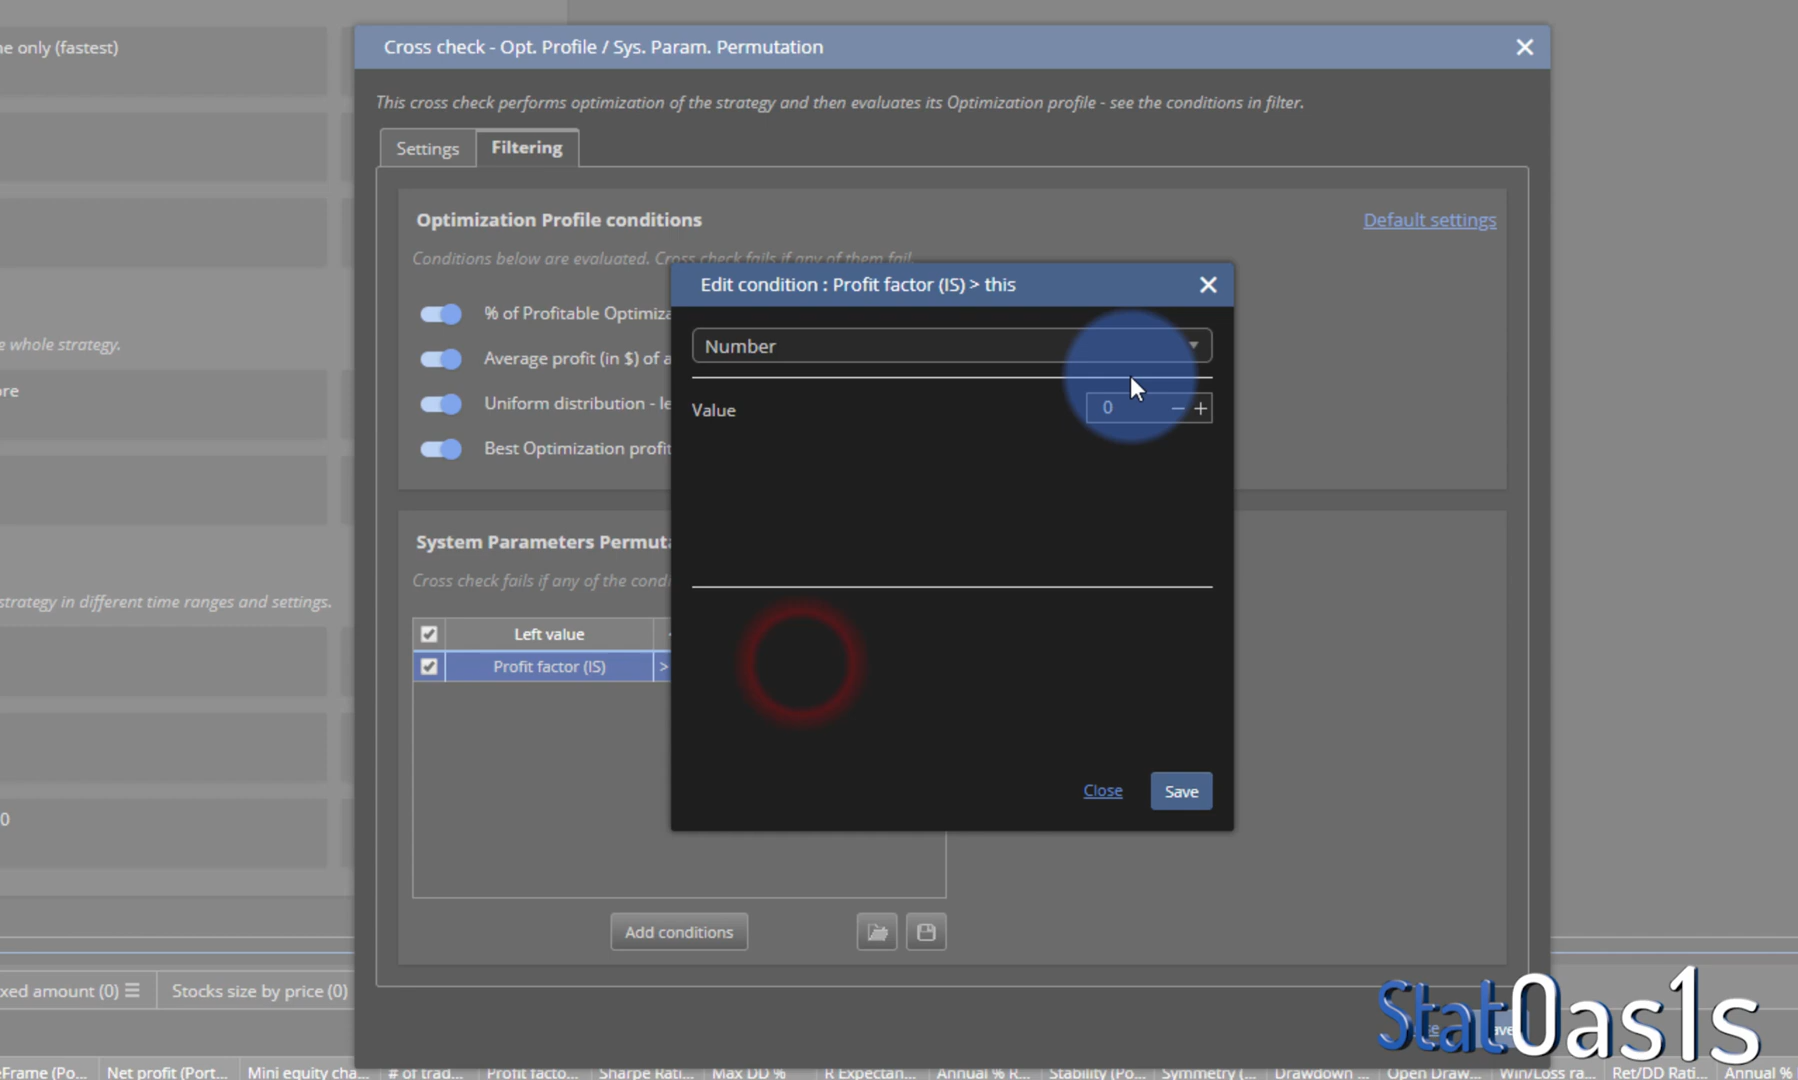 ne only (fastest)
Cross check - Opt. Profile / Sys. Param. Permutation
This cross check performs optimization of the strategy and then evaluates its Optimization profile - see the conditions in filter.
Settings
Filtering
Optimization Profile conditions
Default settings
Conditions below are evaluated. Cross check fails if any of them fail.
Edit condition : Profit factor (IS) > this
% of Profitable Optimiza
Number
e whole strategy.
Average profit (in $) of a
ore
Uniform distribution - le
Value
0
− +
Best Optimization profit
System Parameters Permuta
Cross check fails if any of the condi
strategy in different time ranges and settings.
Left value
Profit factor (IS)
>
Close
Save
0
Add conditions
xed amount (0)
Stocks size by price (0)
StatOas1s
eFrame (Po...
Net profit (Port...
Mini equity cha...
# of trad...
Profit facto...
Sharpe Rati...
Max DD %
R Expectan...
Annual % R...
Stability (Po...
Symmetry (...
Drawdown ...
Open Draw...
Win/Loss ra...
Ret/DD Rati...
Annual %